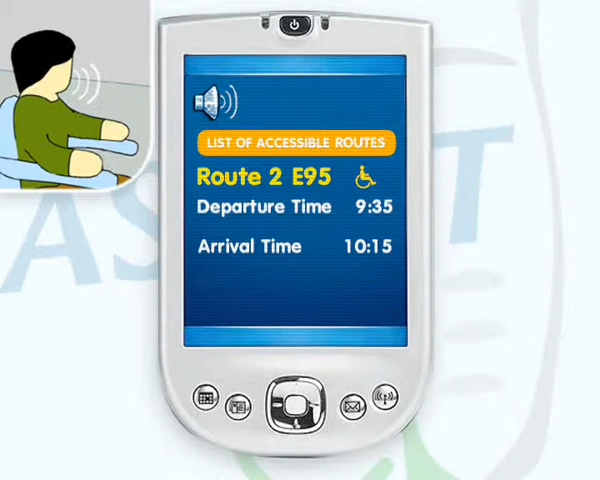 LIST OF ACCESSIBLE ROUTES
Route 2 E95
Departure Time 9:35
Arrival Time 10:15